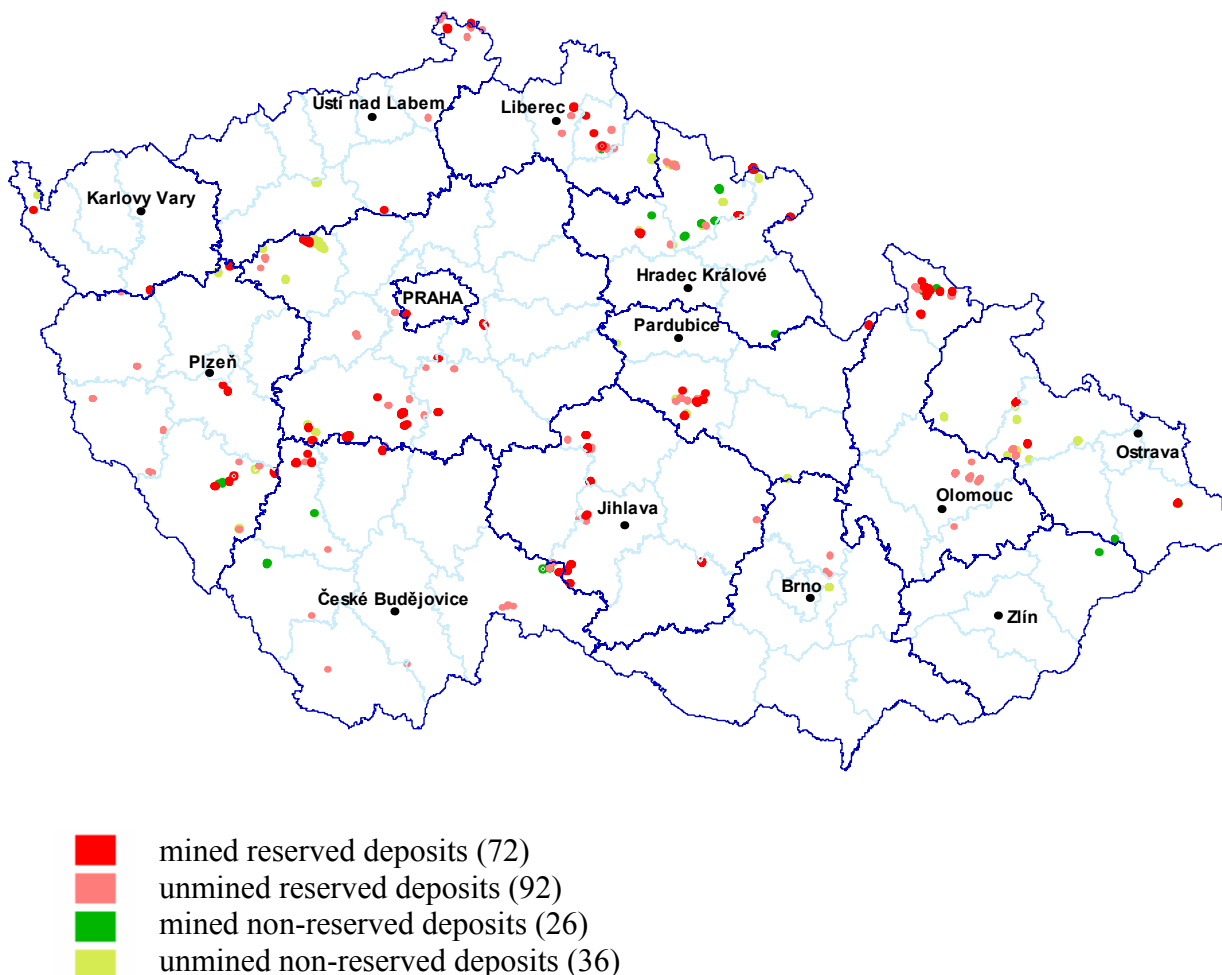 Ústí nad Labem
Liberec
Karlovy Vary
Hradec Králové
PRAHA
Pardubice
Plzeň
Ostrava
Olomouc
Jihlava
Brno
České Budějovice
Zlín
mined reserved deposits (72)
unmined reserved deposits (92)
mined non-reserved deposits (26)
unmined non-reserved deposits (36)